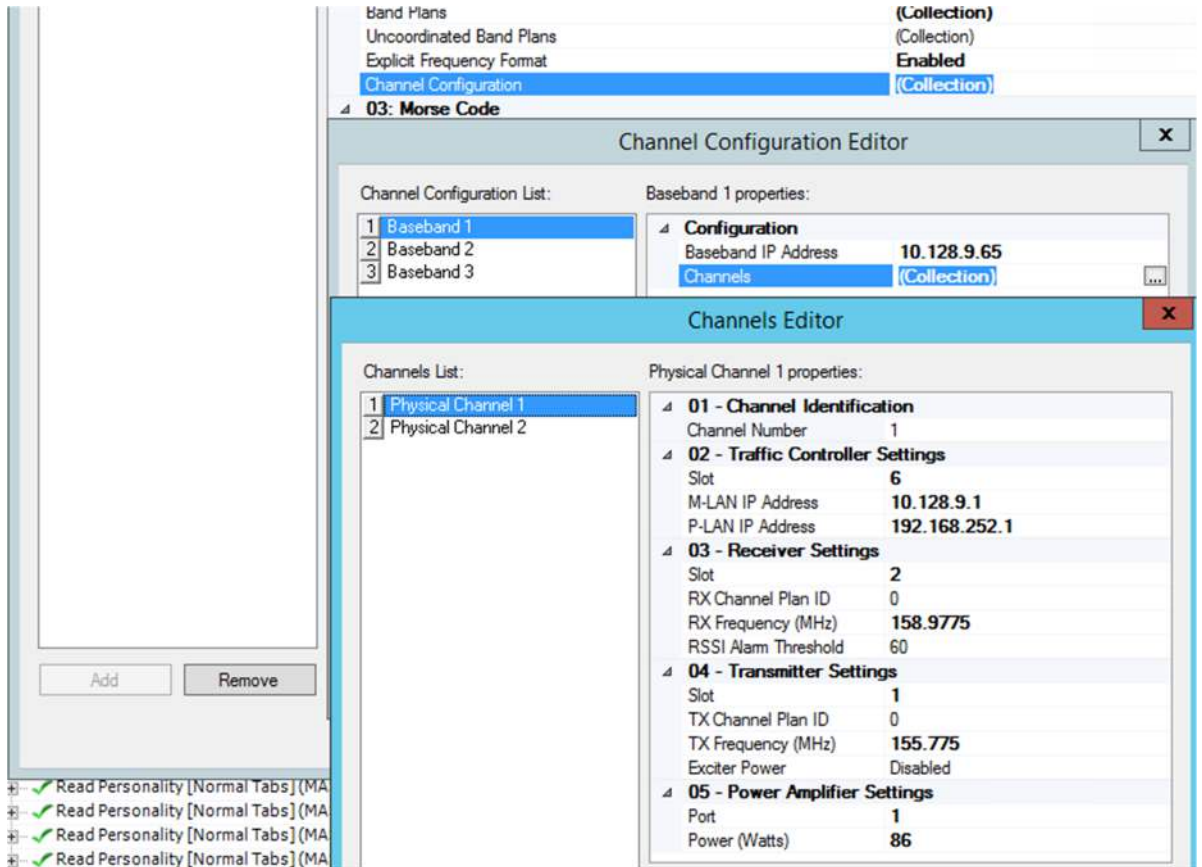 Band Plans (Collection)
Uncoordinated Band Plans (Collection)
Explicit Frequency Format Enabled
Channel Configuration (Collection)
03: Morse Code
Channel Configuration Editor x
Channel Configuration List: Baseband 1 properties:
1 Baseband 1
2 Baseband 2
3 Baseband 3
Configuration
Baseband IP Address 10.128.9.65
Channels (Collection) ...
Channels Editor x
Channels List: Physical Channel 1 properties:
1 Physical Channel 1
2 Physical Channel 2
01 - Channel Identification
Channel Number 1
02 - Traffic Controller Settings
Slot 6
M-LAN IP Address 10.128.9.1
P-LAN IP Address 192.168.252.1
03 - Receiver Settings
Slot 2
RX Channel Plan ID 0
RX Frequency (MHz) 158.9775
RSSI Alarm Threshold 60
04 - Transmitter Settings
Slot 1
TX Channel Plan ID 0
TX Frequency (MHz) 155.775
Exciter Power Disabled
05 - Power Amplifier Settings
Port 1
Power (Watts) 86
Add Remove
Read Personality [Normal Tabs] (MA
Read Personality [Normal Tabs] (MA
Read Personality [Normal Tabs] (MA
Read Personality [Normal Tabs] (MA